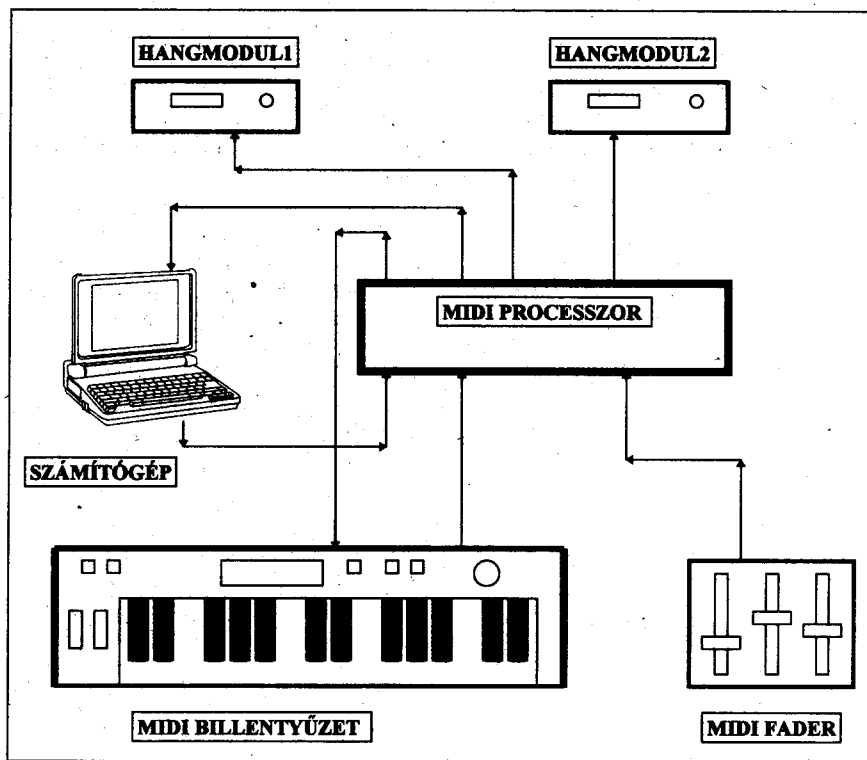 HANGMODUL1
HANGMODUL2
MIDI PROCESSZOR
SZÁMÍTÓGÉP
MIDI BILLENTYŰZET
MIDI FADER